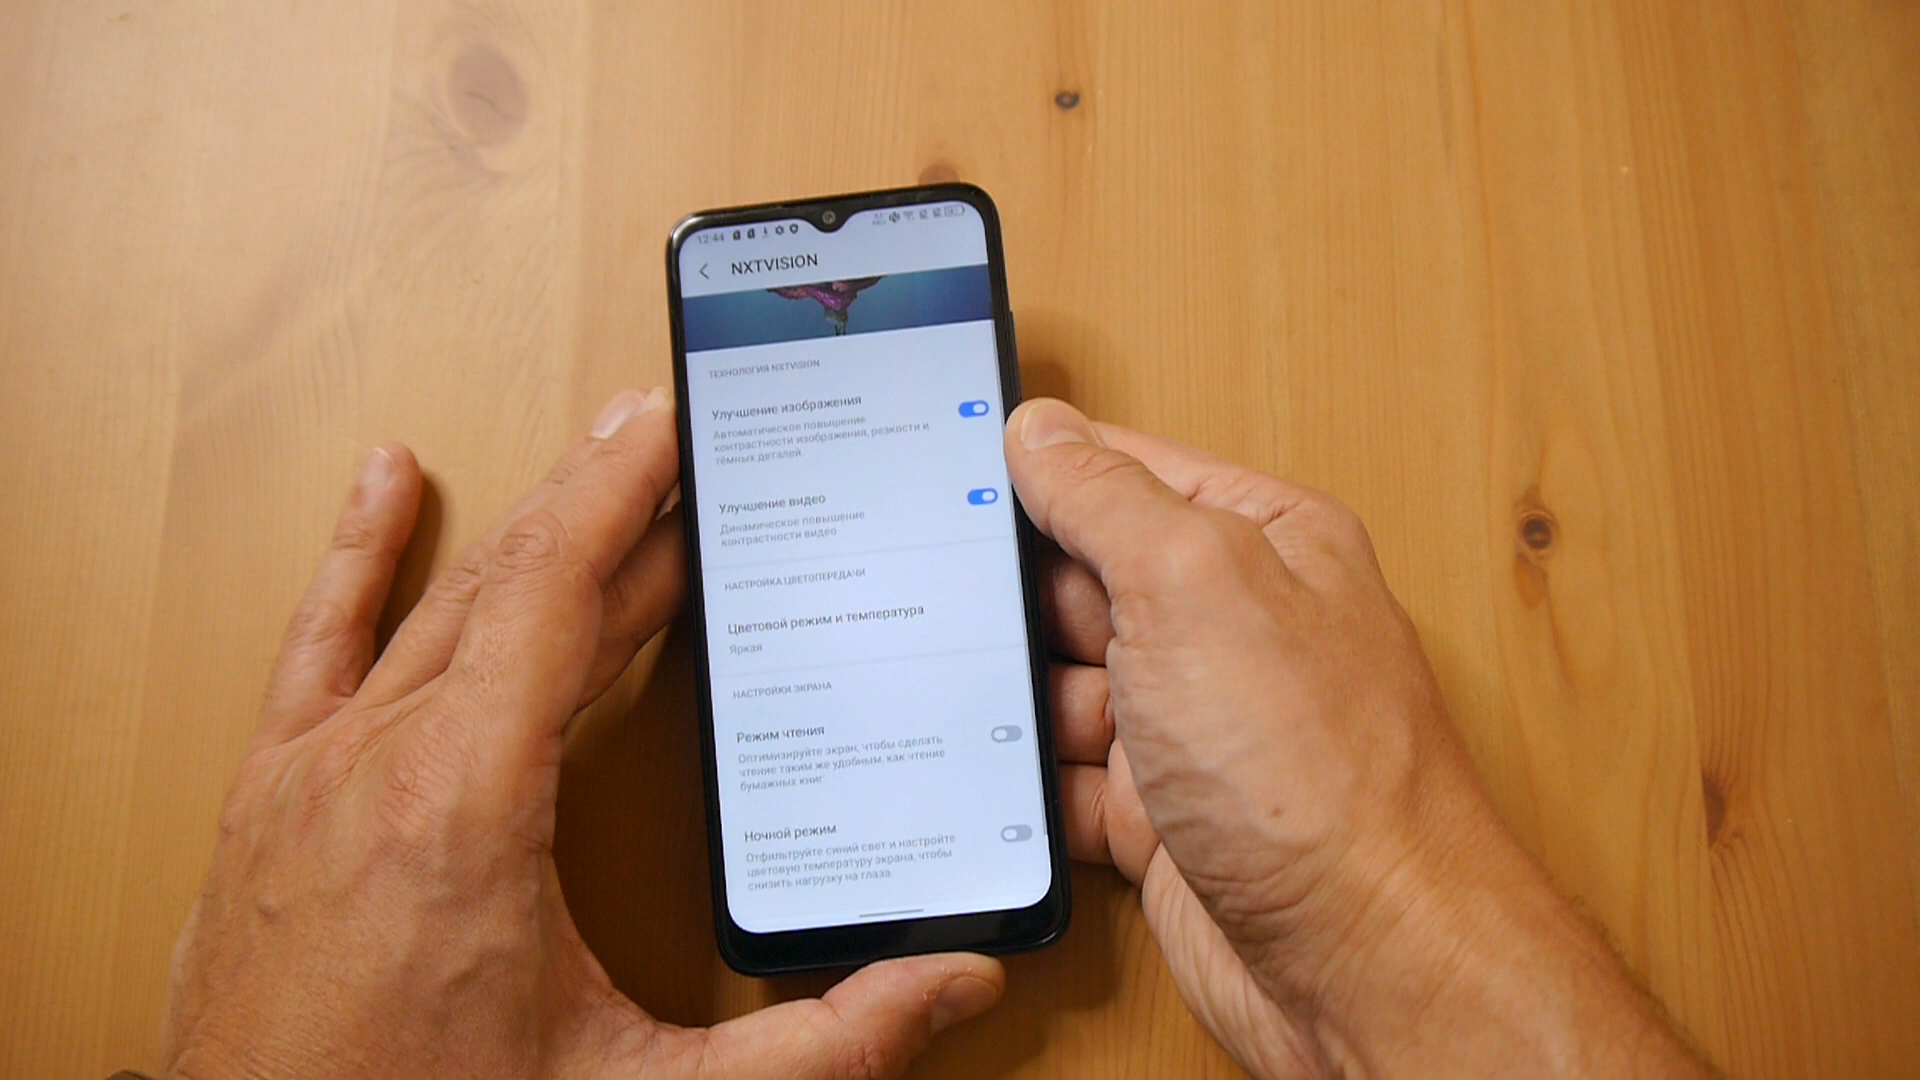 12:44
NXTVISION
ТЕХНОЛОГИЯ NXTVISION
Улучшение изображения
Автоматическое повышение
контрастности изображения, резкости и
тёмных деталей
Улучшение видео
Динамическое повышение
контрастности видео
НАСТРОЙКА ЦВЕТОПЕРЕДАЧИ
Цветовой режим и температура
Яркая
НАСТРОЙКИ ЭКРАНА
Режим чтения
Оптимизируйте экран, чтобы сделать
чтение таким же удобным, как чтение
бумажных книг
Ночной режим
Отфильтруйте синий свет и настройте
цветовую температуру экрана, чтобы
снизить нагрузку на глаза.